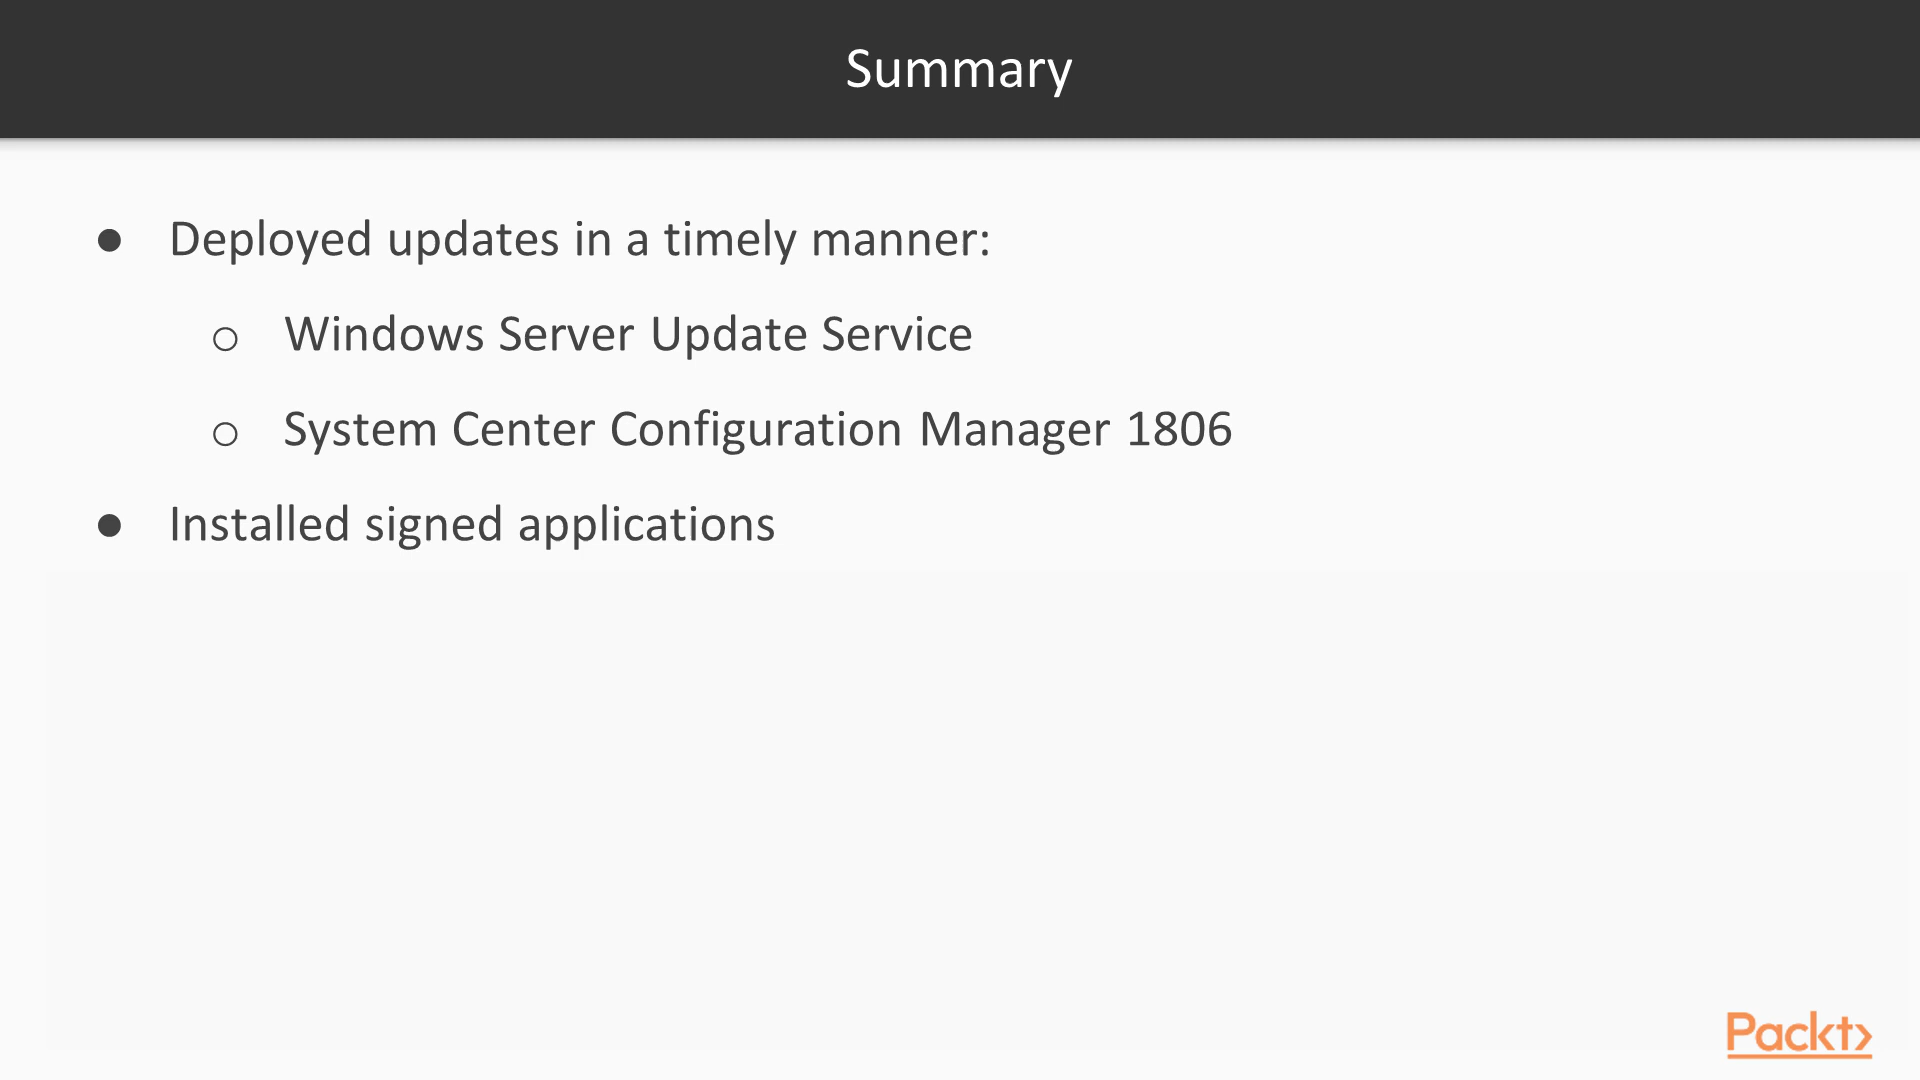 Summary
● Deployed updates in a timely manner:
○ Windows Server Update Service
○ System Center Configuration Manager 1806
● Installed signed applications
Packt>